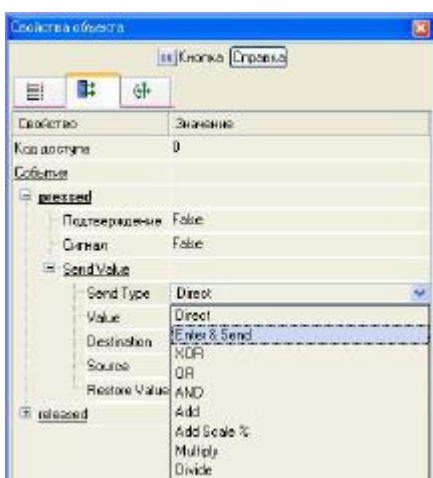 Свойства объекта
Кнопка Справка
Свойство Значение
Код доступа 0
События
pressed
Подтверждение False
Сигнал False
Send Value
Send Type Direct
Value Direct
Enter & Send
Destination XOR
Source OR
Restore Value AND
released Add
Add Scale %
Multiply
Divide